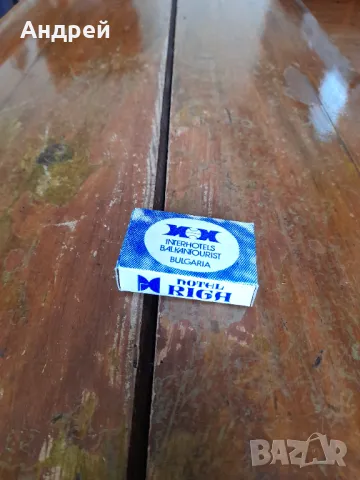 Андрей
INTERHOTELS
BALKANTOURIST
BULGARIA
HOTEL
RIGA
BAZAR